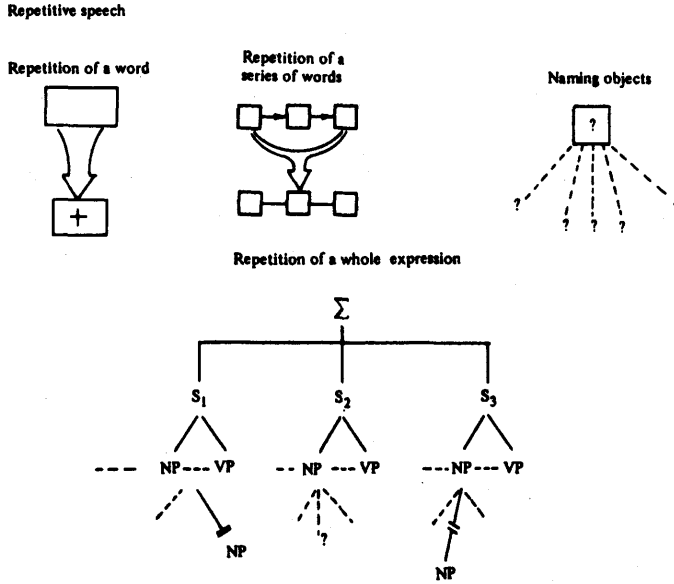 Repetitive speech
Repetition of a word
Repetition of a
series of words
Naming objects
+
?
? ? ? ?
Repetition of a whole expression
Σ
S1 S2 S3
--- NP --- VP -- NP --- VP --- NP --- VP
?
NP
NP